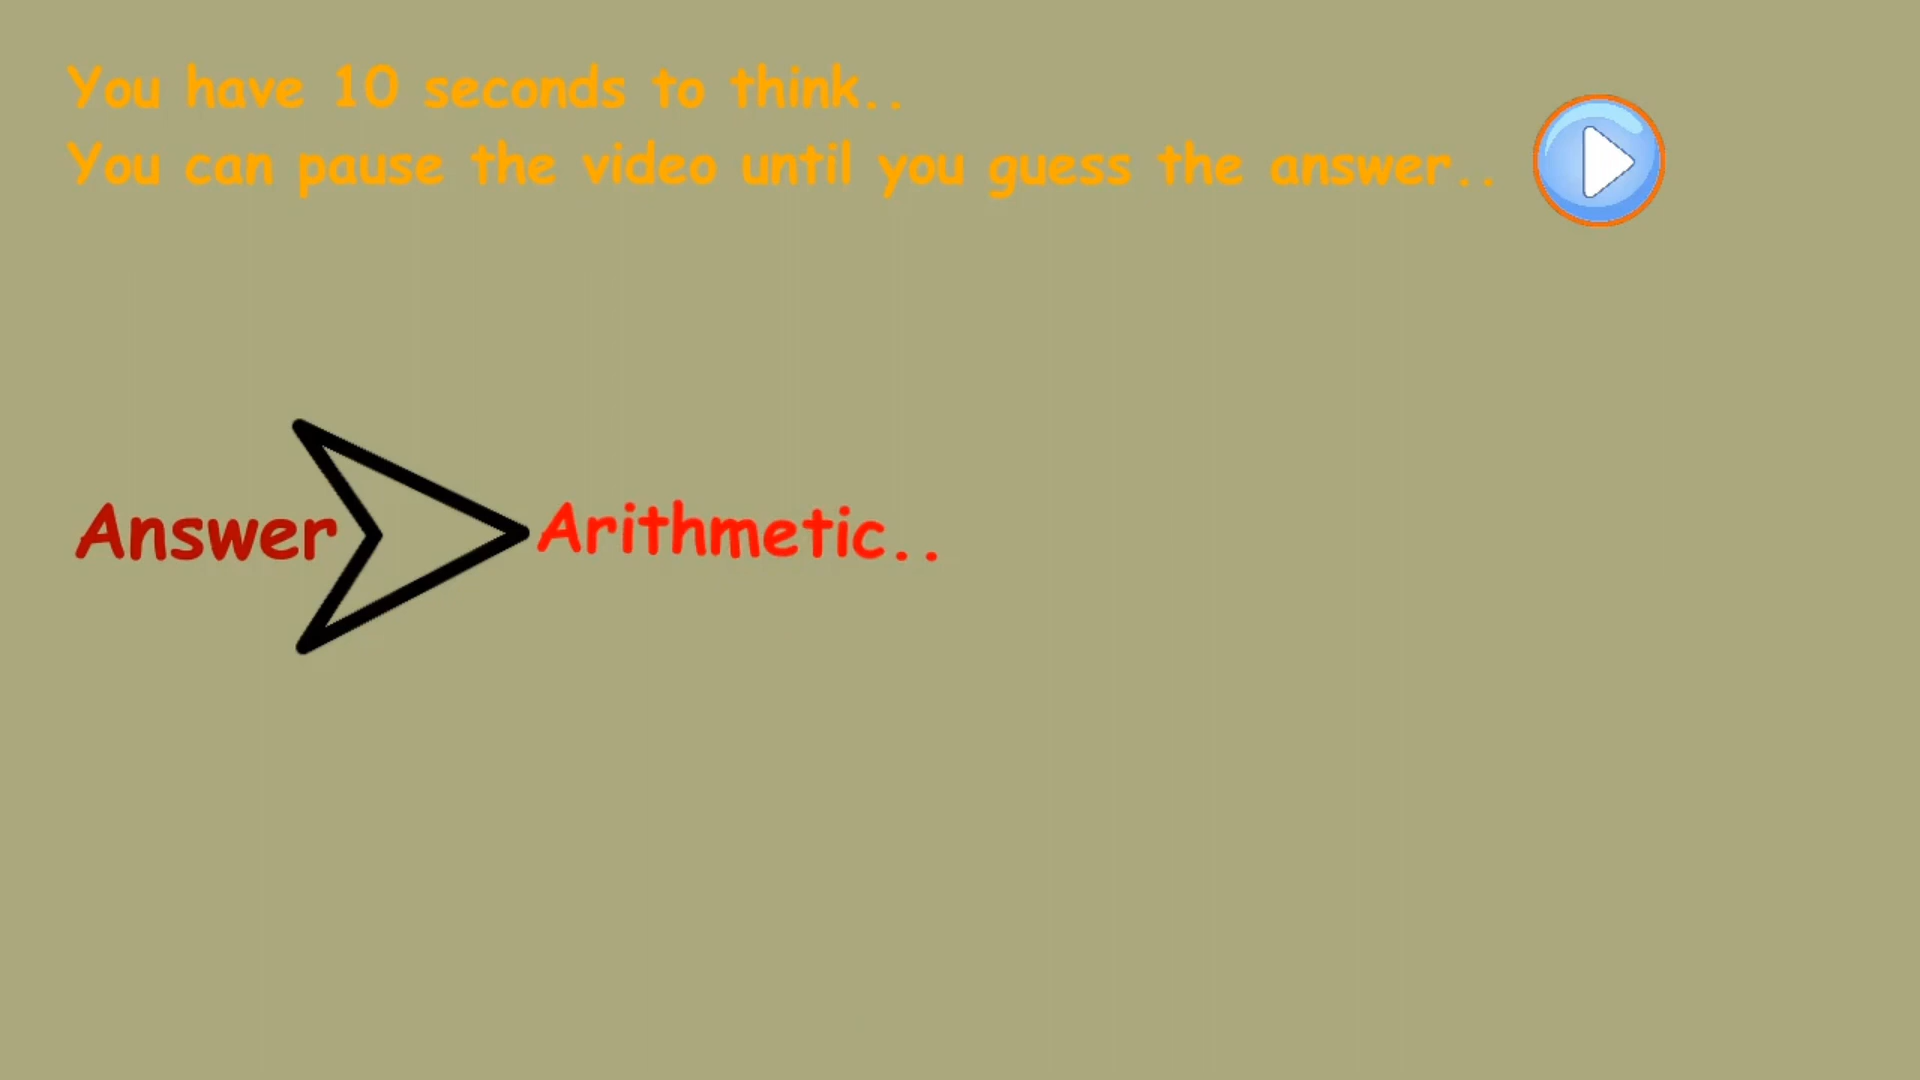 You have 10 seconds to think..
You can pause the video until you guess the answer..
Answer
Arithmetic..